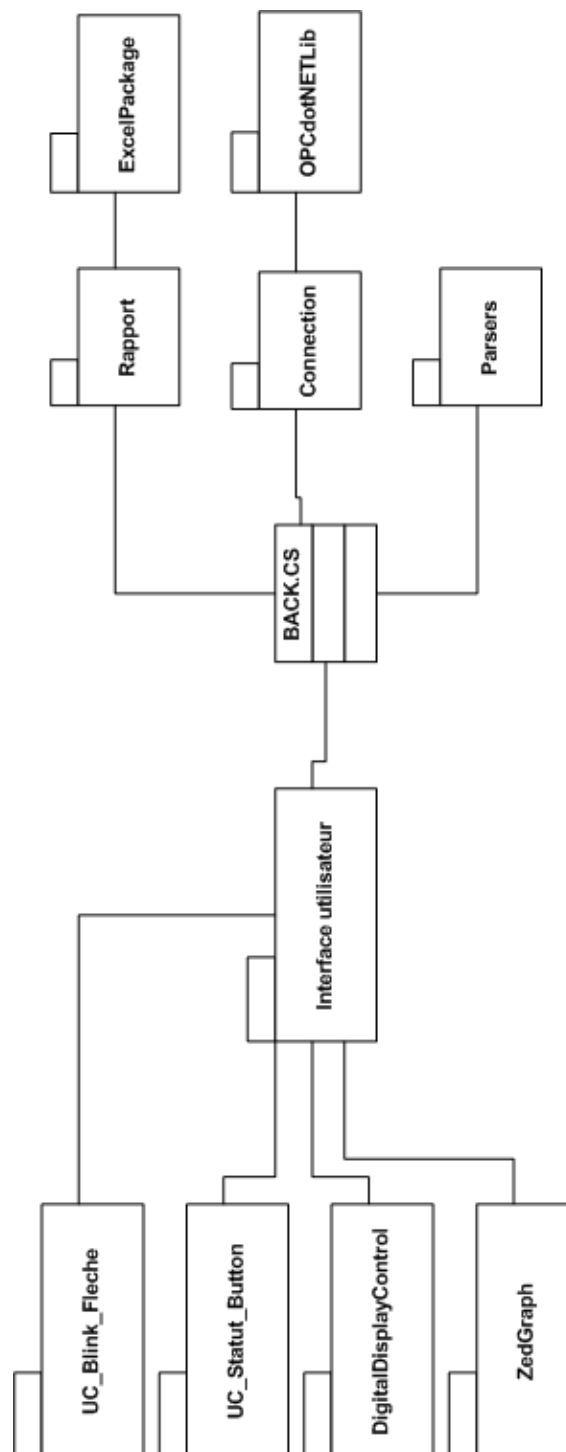 UC_Blink_Fleche
UC_Statut_Button
DigitalDisplayControl
ZedGraph
Interface utilisateur
BACK.CS
Rapport
Connection
Parsers
ExcelPackage
OPCdotNETLib